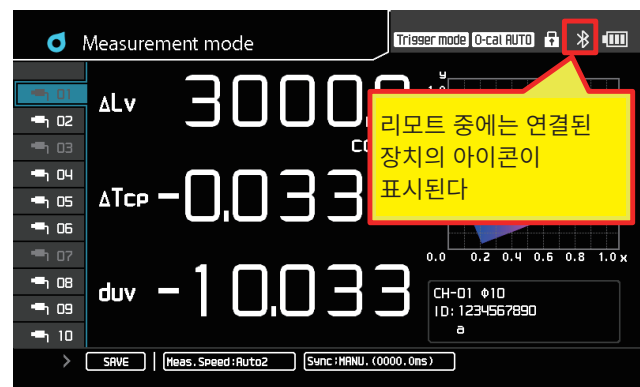 Measurement mode
Trigger mode 0-cal AUTO
01
02
03
04
05
06
07
08
09
10
ΔLv 3000
ΔTcp -0.033
duv -10.033
y
리모트 중에는 연결된
장치의 아이콘이
표시된다
0.0 0.2 0.4 0.6 0.8 1.0 x
CH-01 Φ10
ID: 1234567890
a
> SAVE Meas.Speed:Auto2 Sync:MANU.(0000.0ms)